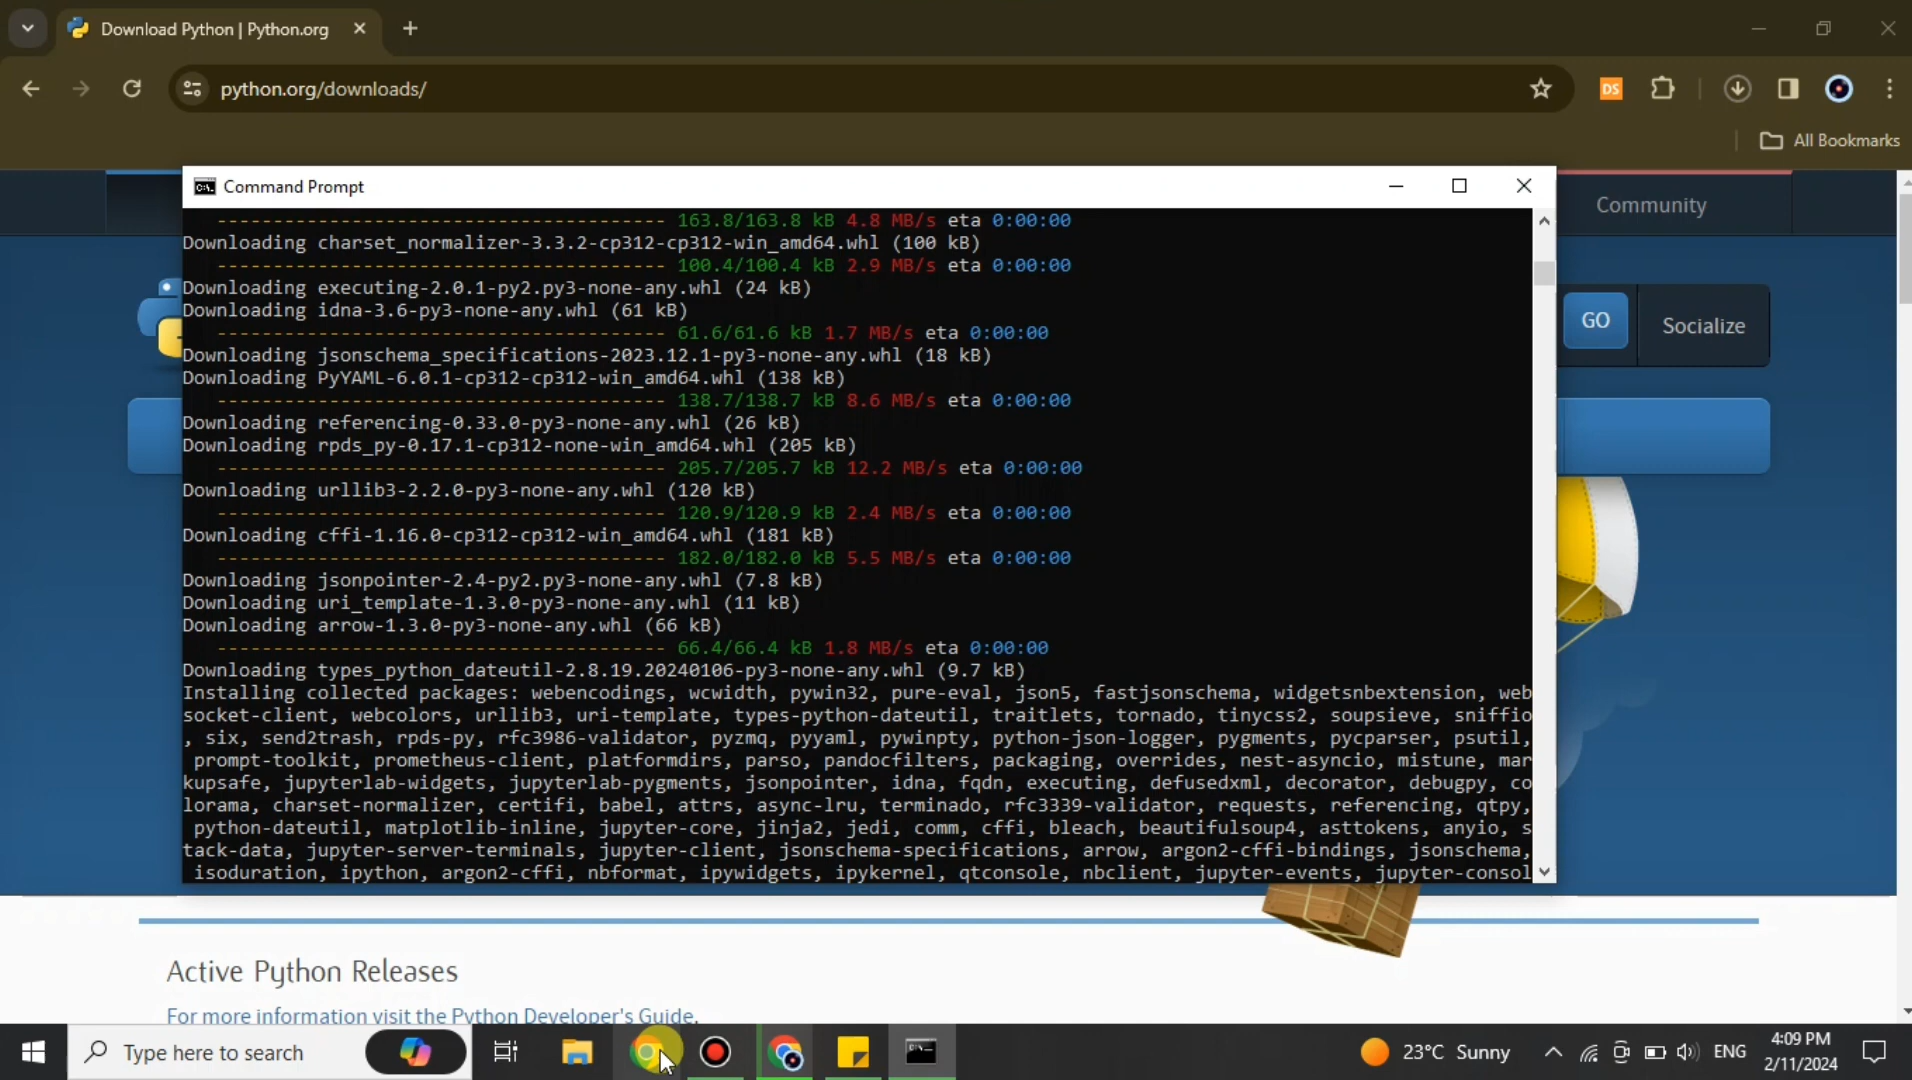 Download Python | Python.org
python.org/downloads/
DS
All Bookmarks
Community
GO
Socialize
Command Prompt
---------------------------------------- 163.8/163.8 kB 4.8 MB/s eta 0:00:00
Downloading charset_normalizer-3.3.2-cp312-cp312-win_amd64.whl (100 kB)
---------------------------------------- 100.4/100.4 kB 2.9 MB/s eta 0:00:00
Downloading executing-2.0.1-py2.py3-none-any.whl (24 kB)
Downloading idna-3.6-py3-none-any.whl (61 kB)
---------------------------------------- 61.6/61.6 kB 1.7 MB/s eta 0:00:00
Downloading jsonschema_specifications-2023.12.1-py3-none-any.whl (18 kB)
Downloading PyYAML-6.0.1-cp312-cp312-win_amd64.whl (138 kB)
---------------------------------------- 138.7/138.7 kB 8.6 MB/s eta 0:00:00
Downloading referencing-0.33.0-py3-none-any.whl (26 kB)
Downloading rpds_py-0.17.1-cp312-none-win_amd64.whl (205 kB)
---------------------------------------- 205.7/205.7 kB 12.2 MB/s eta 0:00:00
Downloading urllib3-2.2.0-py3-none-any.whl (120 kB)
---------------------------------------- 120.9/120.9 kB 2.4 MB/s eta 0:00:00
Downloading cffi-1.16.0-cp312-cp312-win_amd64.whl (181 kB)
---------------------------------------- 182.0/182.0 kB 5.5 MB/s eta 0:00:00
Downloading jsonpointer-2.4-py2.py3-none-any.whl (7.8 kB)
Downloading uri_template-1.3.0-py3-none-any.whl (11 kB)
Downloading arrow-1.3.0-py3-none-any.whl (66 kB)
---------------------------------------- 66.4/66.4 kB 1.8 MB/s eta 0:00:00
Downloading types_python_dateutil-2.8.19.20240106-py3-none-any.whl (9.7 kB)
Installing collected packages: webencodings, wcwidth, pywin32, pure-eval, json5, fastjsonschema, widgetsnbextension, web
socket-client, webcolors, urllib3, uri-template, types-python-dateutil, traitlets, tornado, tinycss2, soupsieve, sniffio
, six, send2trash, rpds-py, rfc3986-validator, pyzmq, pyyaml, pywinpty, python-json-logger, pygments, pycparser, psutil,
prompt-toolkit, prometheus-client, platformdirs, parso, pandocfilters, packaging, overrides, nest-asyncio, mistune, mar
kupsafe, jupyterlab-widgets, jupyterlab-pygments, jsonpointer, idna, fqdn, executing, defusedxml, decorator, debugpy, co
lorama, charset-normalizer, certifi, babel, attrs, async-lru, terminado, rfc3339-validator, requests, referencing, qtpy,
python-dateutil, matplotlib-inline, jupyter-core, jinja2, jedi, comm, cffi, bleach, beautifulsoup4, asttokens, anyio, s
tack-data, jupyter-server-terminals, jupyter-client, jsonschema-specifications, arrow, argon2-cffi-bindings, jsonschema,
isoduration, ipython, argon2-cffi, nbformat, ipywidgets, ipykernel, qtconsole, nbclient, jupyter-events, jupyter-consol
Active Python Releases
For more information visit the Python Developer's Guide.
Type here to search
23°C Sunny
ENG
4:09 PM
2/11/2024